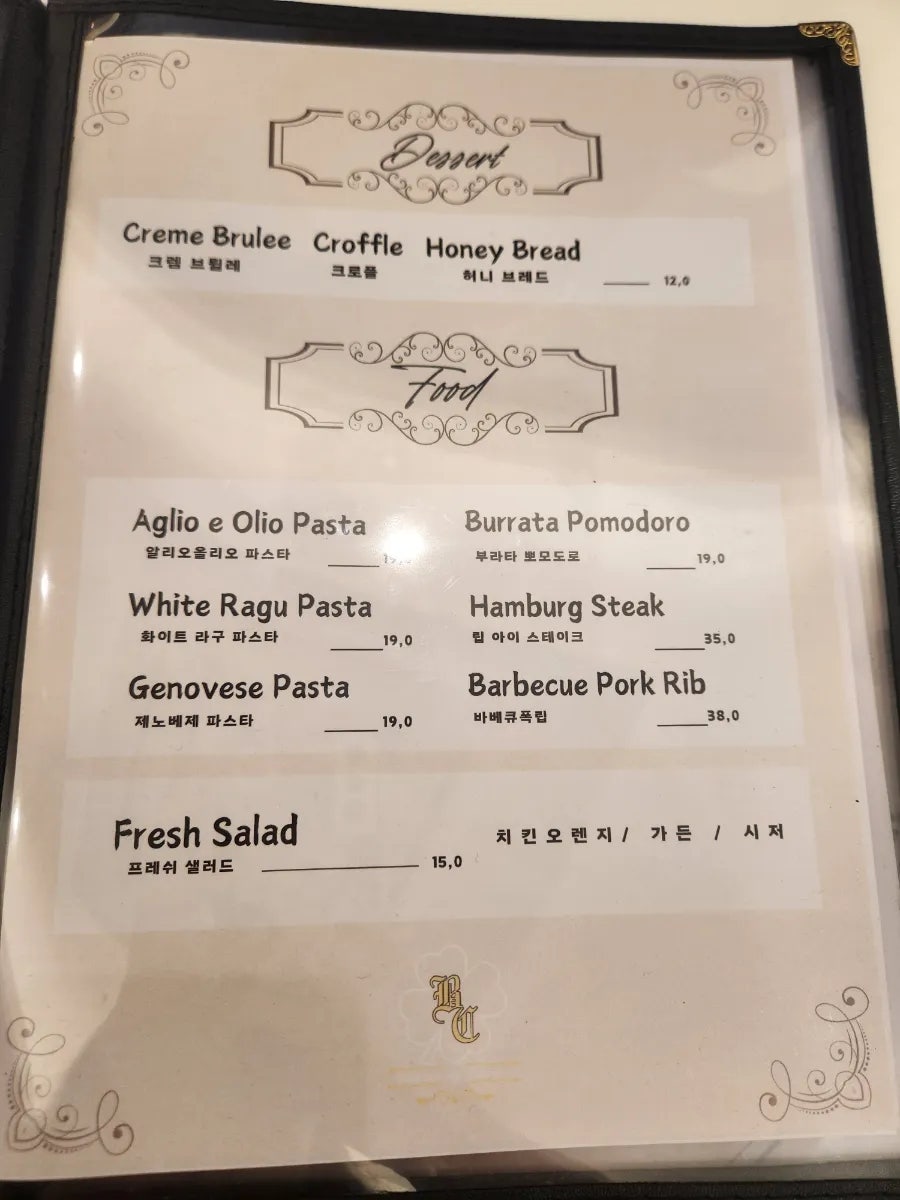 Dessert
Creme Brulee Croffle Honey Bread
크렘 브륄레 크로플 허니 브레드 12,0
Food
Aglio e Olio Pasta
알리오올리오 파스타
Burrata Pomodoro
부라타 뽀모도로 19,0
White Ragu Pasta
화이트 라구 파스타 19,0
Hamburg Steak
립 아이 스테이크 35,0
Genovese Pasta
제노베제 파스타 19,0
Barbecue Pork Rib
바베큐폭립 38,0
Fresh Salad
프레쉬 샐러드 15,0
치킨오렌지 / 가든 / 시저
BC